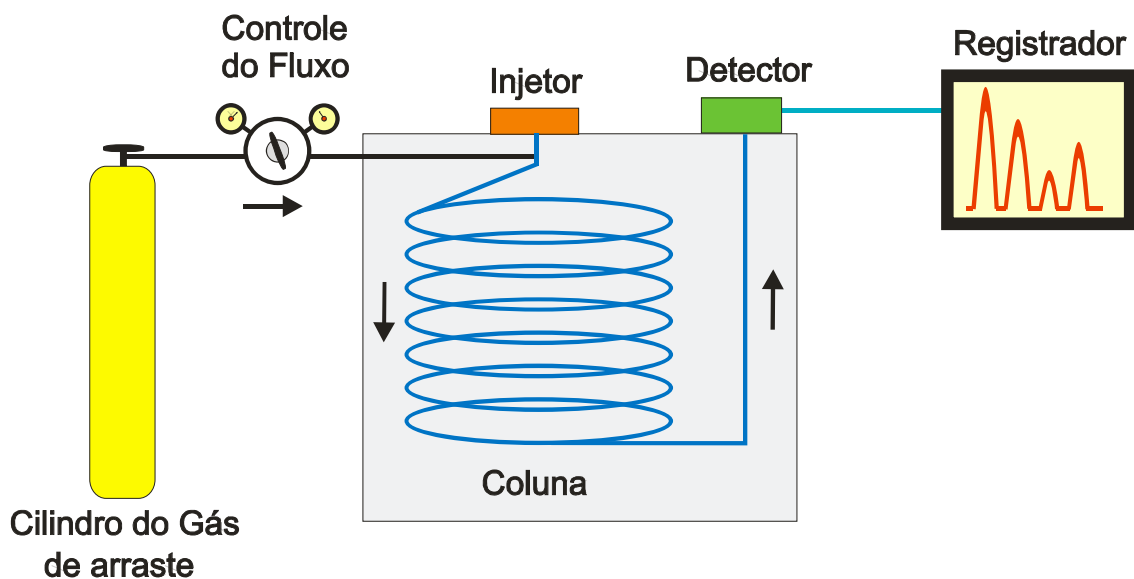 Controle
do Fluxo
Injetor
Detector
Registrador
Coluna
Cilindro do Gás
de arraste